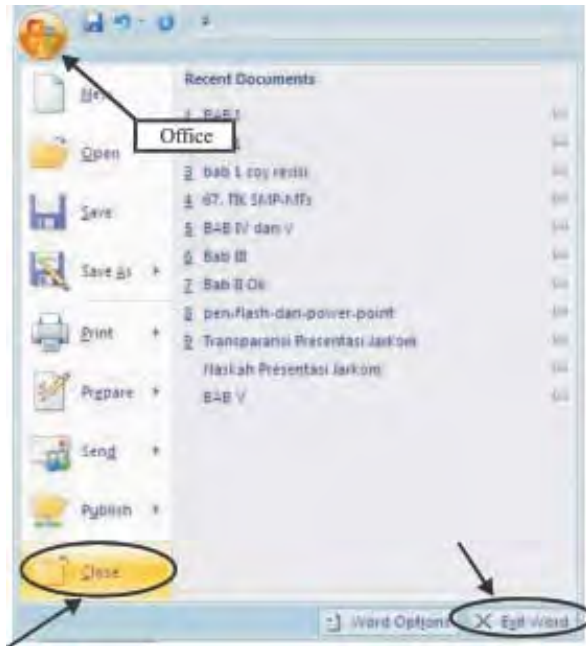 Recent Documents
New
1 BAB I
Office
Open
3 bab 1 coy revisi
4 67. TIK SMP-MTs
Save
5 BAB IV dan V
6 Bab III
Save As
7 Bab II Ok
8 pen-flash-dan-power-point
Print
9 Transparansi Presentasi Jarkom
Naskah Presentasi Jarkom
Prepare
BAB V
Send
Publish
Close
Word Options
Exit Word